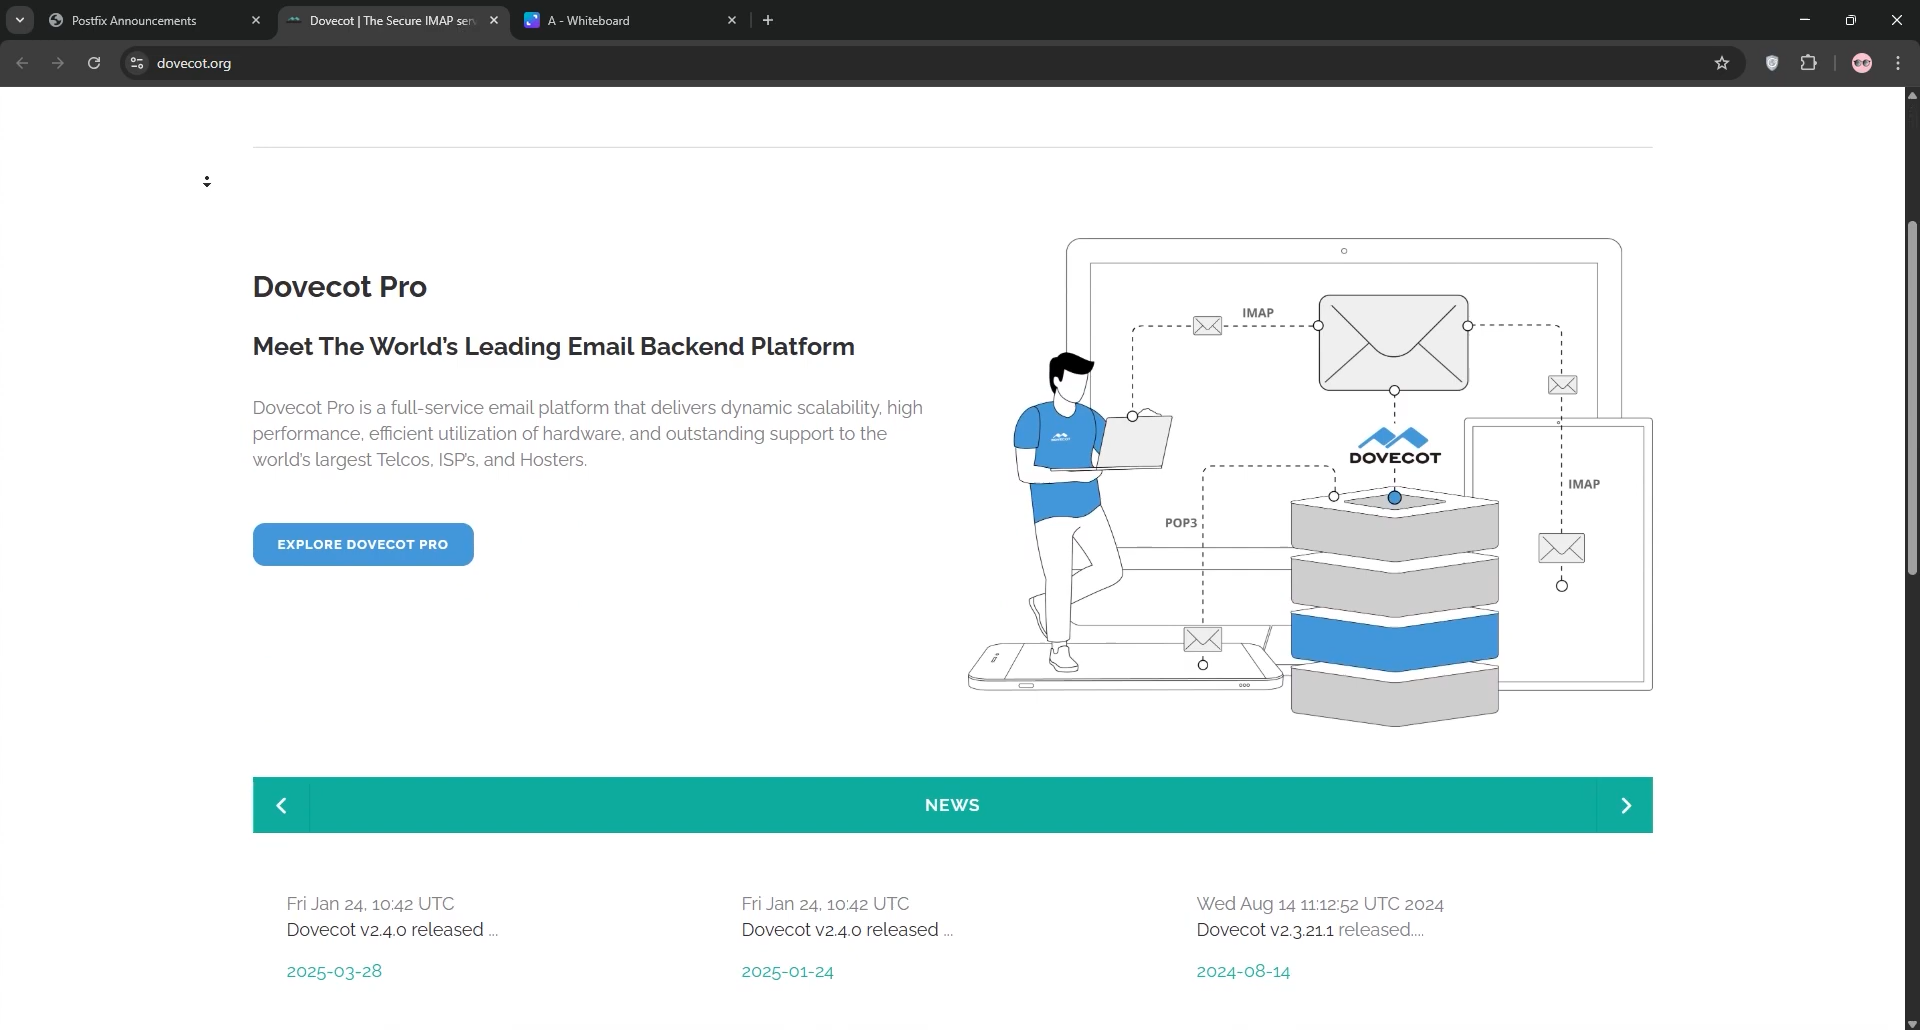 Postfix Announcements
Dovecot | The Secure IMAP ser
A - Whiteboard
dovecot.org
Dovecot Pro
Meet The World's Leading Email Backend Platform
Dovecot Pro is a full-service email platform that delivers dynamic scalability, high
performance, efficient utilization of hardware, and outstanding support to the
world's largest Telcos, ISP's, and Hosters.
EXPLORE DOVECOT PRO
IMAP
DOVECOT
IMAP
POP3
NEWS
Fri Jan 24, 10:42 UTC
Dovecot v2.4.0 released ...
2025-03-28
Fri Jan 24, 10:42 UTC
Dovecot v2.4.0 released ...
2025-01-24
Wed Aug 14 11:12:52 UTC 2024
Dovecot v2.3.21.1 released....
2024-08-14